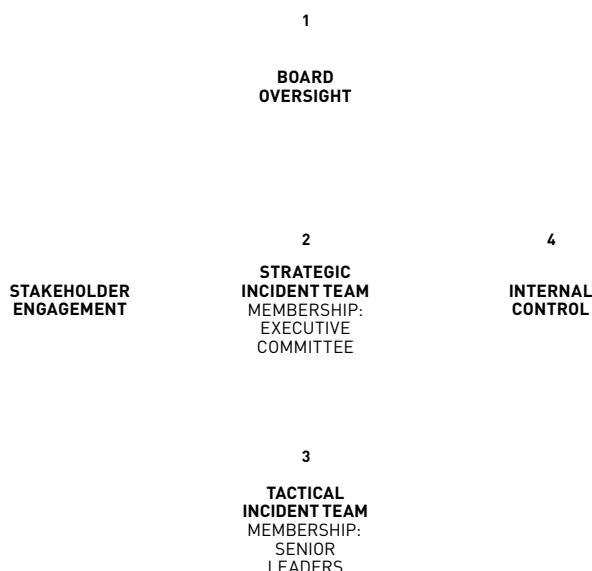 1
BOARD
OVERSIGHT
2
STRATEGIC
INCIDENT TEAM
MEMBERSHIP:
EXECUTIVE
COMMITTEE
STAKEHOLDER
ENGAGEMENT
4
INTERNAL
CONTROL
3
TACTICAL
INCIDENT TEAM
MEMBERSHIP:
SENIOR
LEADERS